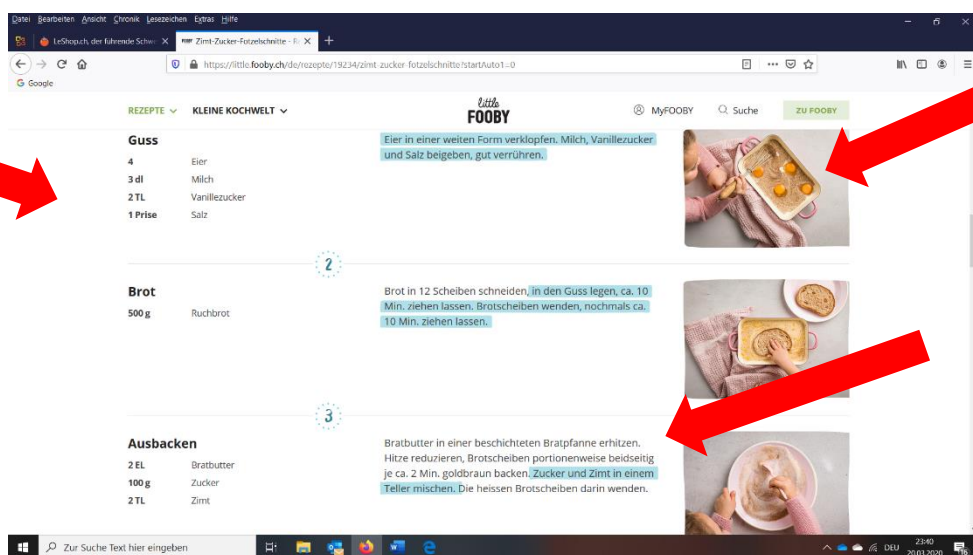 Datei Bearbeiten Ansicht Chronik Lesezeichen Extras Hilfe
LeShop.ch, der führende Schwe
Zimt-Zucker-Fotzelschnitte -
https://little.fooby.ch/de/rezepte/19234/zimt-zucker-fotzelschnitte?startAuto1=0
Google
REZEPTE KLEINE KOCHWELT little FOOBY MyFOOBY Suche ZU FOOBY
Guss
4 Eier
3 dl Milch
2 TL Vanillezucker
1 Prise Salz
Eier in einer weiten Form verklopfen. Milch, Vanillezucker
und Salz beigeben, gut verrühren.
2
Brot
500 g Ruchbrot
Brot in 12 Scheiben schneiden, in den Guss legen, ca. 10
Min. ziehen lassen. Brotscheiben wenden, nochmals ca.
10 Min. ziehen lassen.
3
Ausbacken
2 EL Bratbutter
100 g Zucker
2 TL Zimt
Bratbutter in einer beschichteten Bratpfanne erhitzen.
Hitze reduzieren, Brotscheiben portionenweise beidseitig
je ca. 2 Min. goldbraun backen. Zucker und Zimt in einem
Teller mischen. Die heissen Brotscheiben darin wenden.
Zur Suche Text hier eingeben
DEU
23:40
20.03.2020